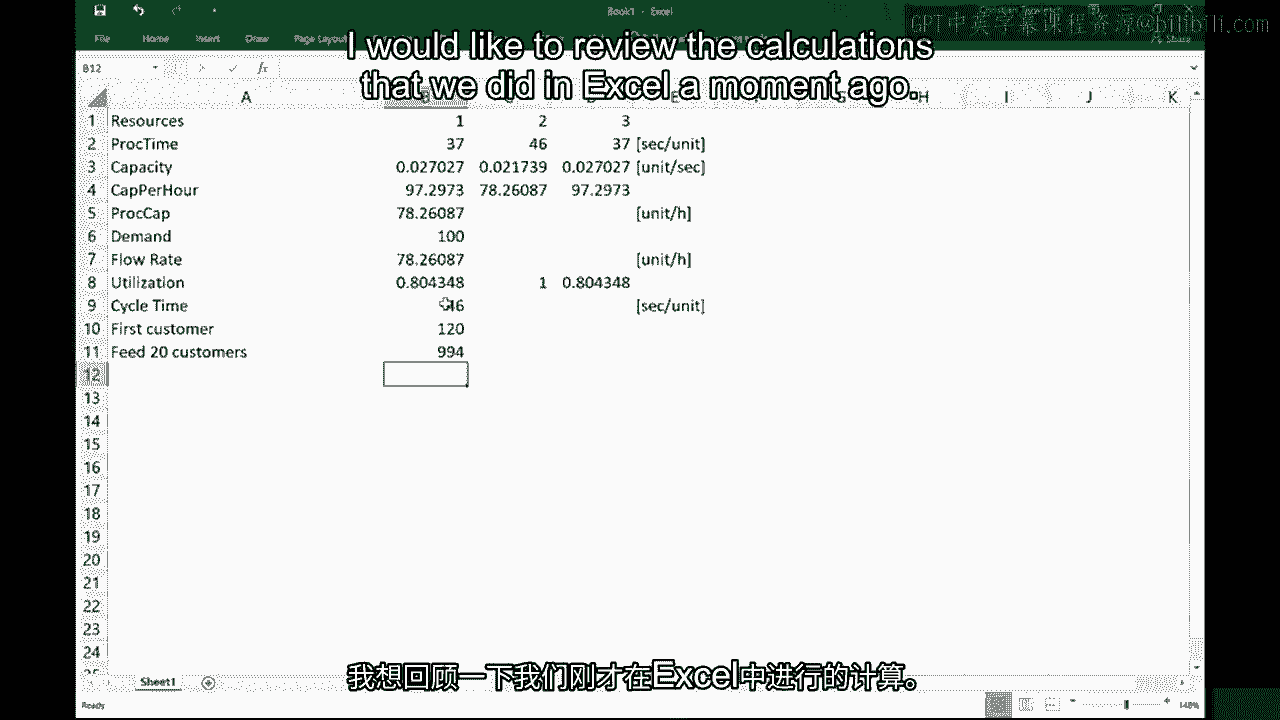 Book1 - Excel
GPT中英字幕课程资源@bilibili.com
File Home Insert Draw Page Layout
I would like to review the calculations
that we did in Excel a moment ago.
B12 fx
A H I J K
1 Resources 1 2 3
2 ProcTime 37 46 37 [sec/unit]
3 Capacity 0.027027 0.021739 0.027027 [unit/sec]
4 CapPerHour 97.2973 78.26087 97.2973
5 ProcCap 78.26087 [unit/h]
6 Demand 100
7 Flow Rate 78.26087 [unit/h]
8 Utilization 0.804348 1 0.804348
9 Cycle Time 46 [sec/unit]
10 First customer 120
11 Feed 20 customers 994
12
13
14
15
16
17
18
19
20
21
22
23
24
我想回顾一下我们刚才在Excel中进行的计算。
Sheet1
Ready 148%